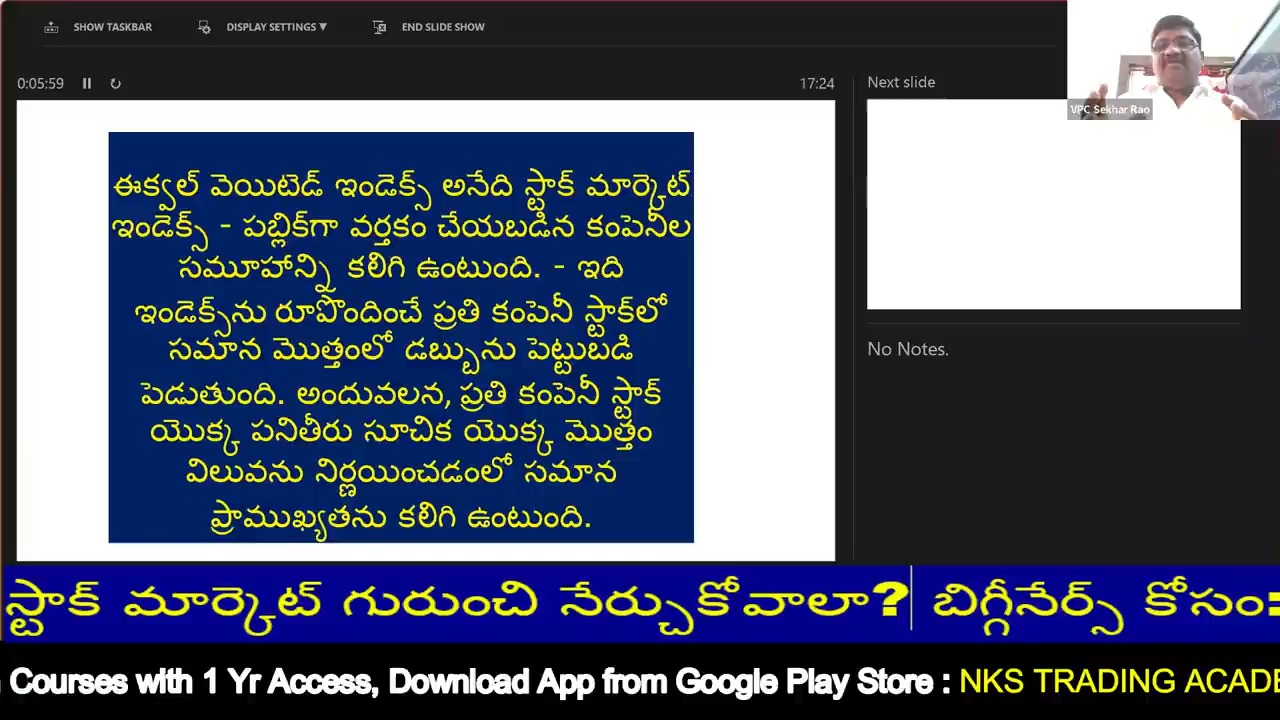 SHOW TASKBAR DISPLAY SETTINGS ▼ END SLIDE SHOW
0:05:59 17:24 Next slide
VPC Sekhar Rao
ఈక్వల్ వెయిటెడ్ ఇండెక్స్ అనేది స్టాక్ మార్కెట్
ఇండెక్స్ - పబ్లిక్‌గా వర్తకం చేయబడిన కంపెనీల
సమూహాన్ని కలిగి ఉంటుంది. - ఇది
ఇండెక్స్‌ను రూపొందించే ప్రతి కంపెనీ స్టాక్‌లో
సమాన మొత్తంలో డబ్బును పెట్టుబడి
పెడుతుంది. అందువలన, ప్రతి కంపెనీ స్టాక్
యొక్క పనితీరు సూచిక యొక్క మొత్తం
విలువను నిర్ణయించడంలో సమాన
ప్రాముఖ్యతను కలిగి ఉంటుంది.
No Notes.
స్టాక్ మార్కెట్ గురుంచి నేర్చుకోవాలా? బిగ్గీనేర్స్ కోసం
Courses with 1 Yr Access, Download App from Google Play Store : NKS TRADING ACADE